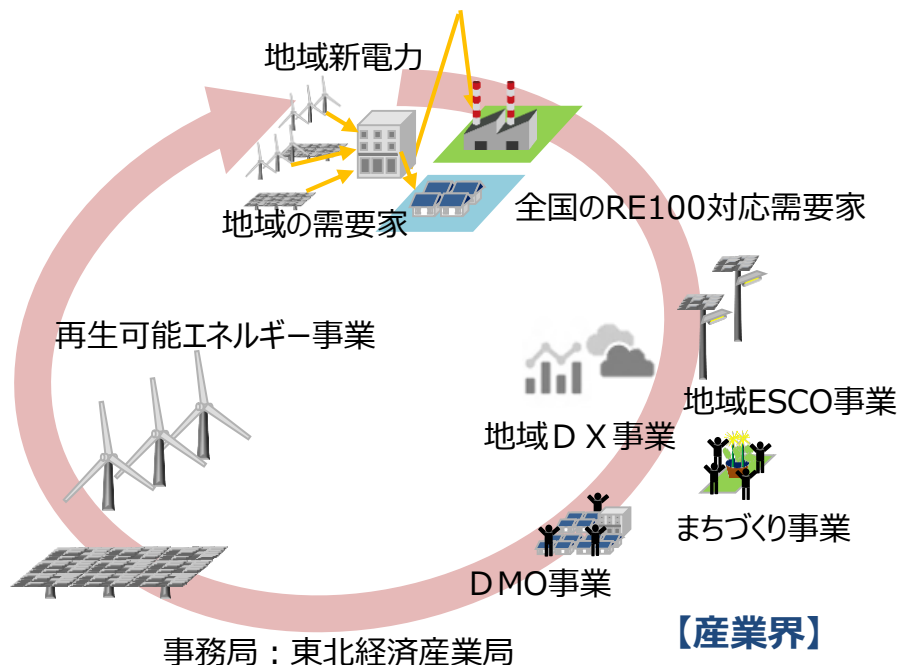 地域新電力
地域の需要家
全国のRE100対応需要家
再生可能エネルギー事業
地域ESCO事業
地域ＤＸ事業
まちづくり事業
ＤＭＯ事業
【産業界】
事務局：東北経済産業局